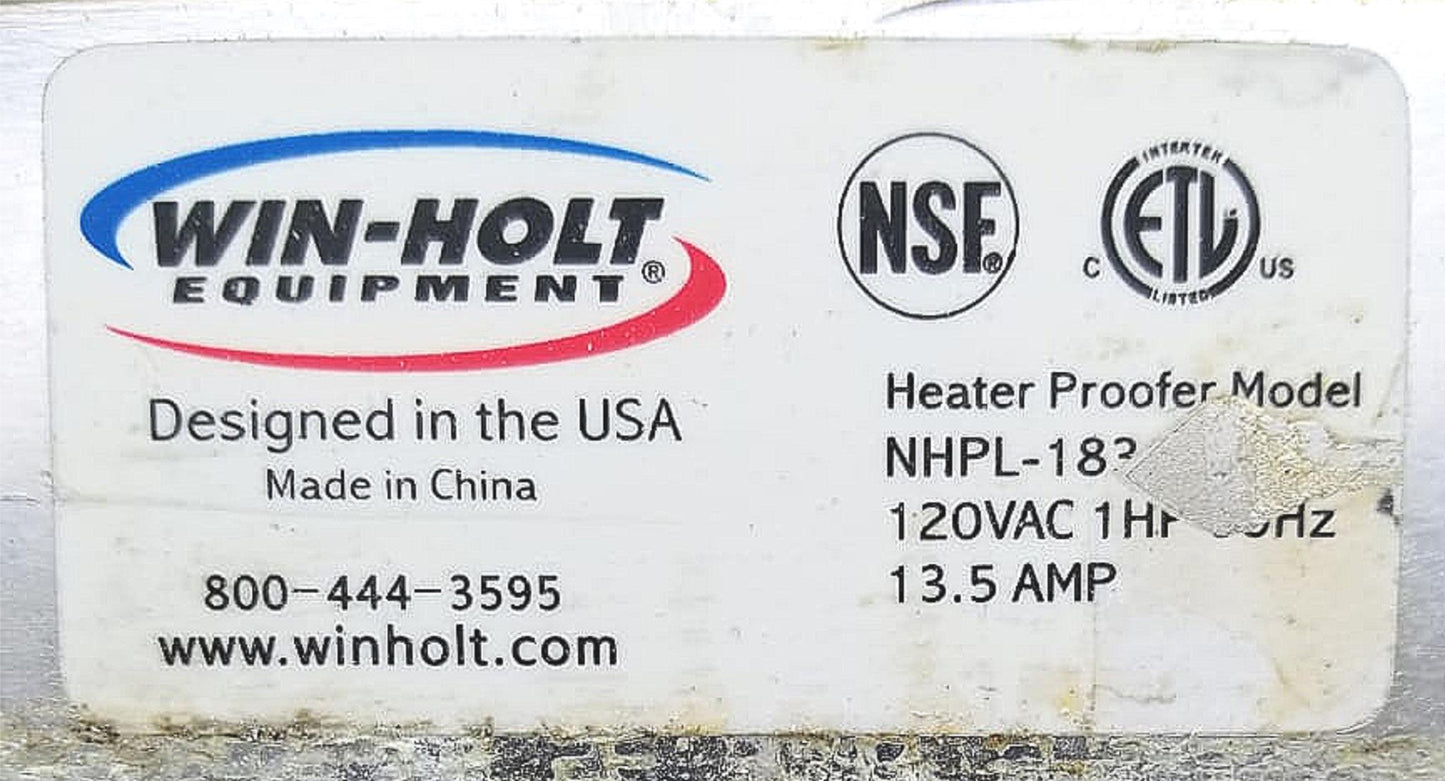 WIN-HOLT
EQUIPMENT®
Designed in the USA
Made in China
800-444-3595
www.winholt.com
NSF®
INTERTEK
ETL
LISTED
C US
Heater Proofer Model
120VAC
13.5 AMP